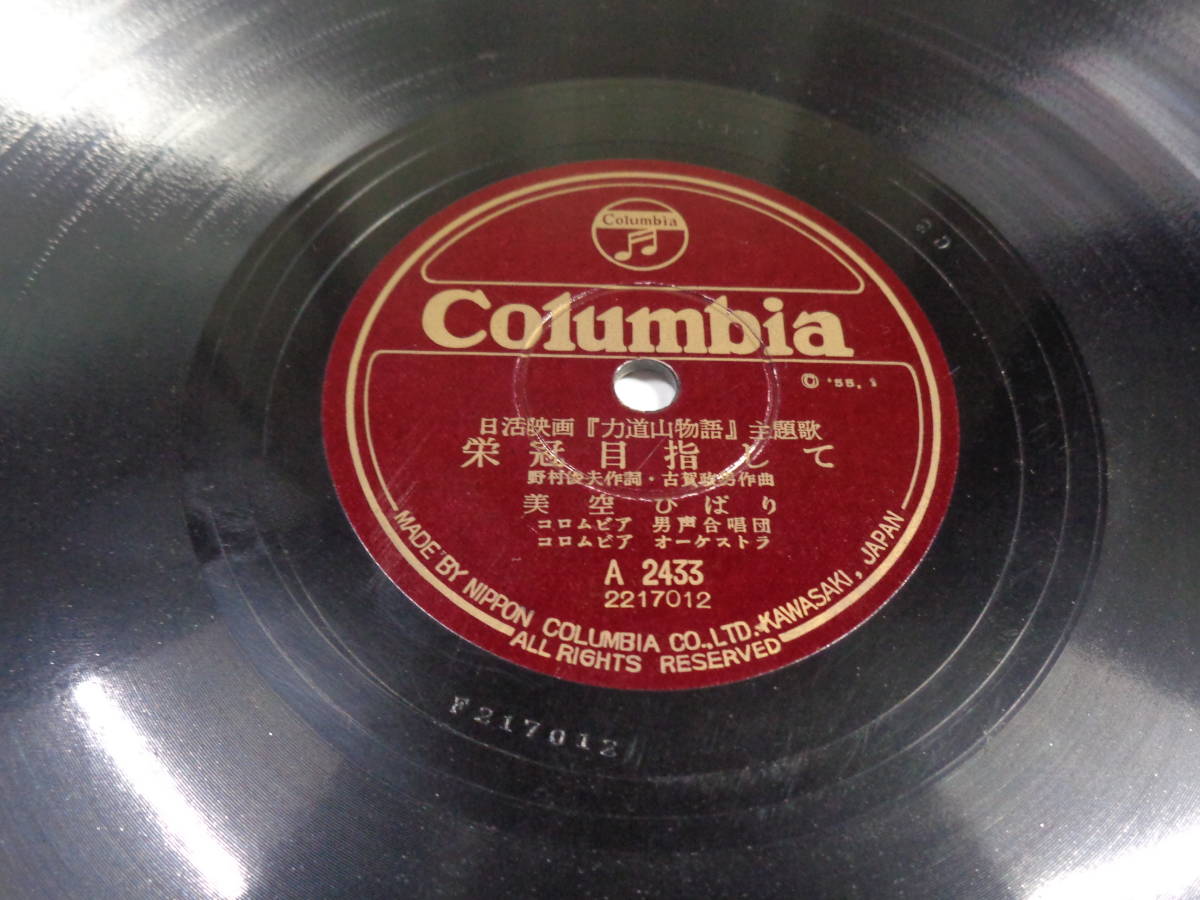 Columbia
Columbia
Ⓒ '55. 1
日活映画『力道山物語』主題歌
栄冠目指して
野村俊夫作詞・古賀政男作曲
美空ひばり
コロムビア 男声合唱団
コロムビア オーケストラ
A 2433
2217012
MADE BY NIPPON COLUMBIA CO., LTD. KAWASAKI, JAPAN
ALL RIGHTS RESERVED
F217012